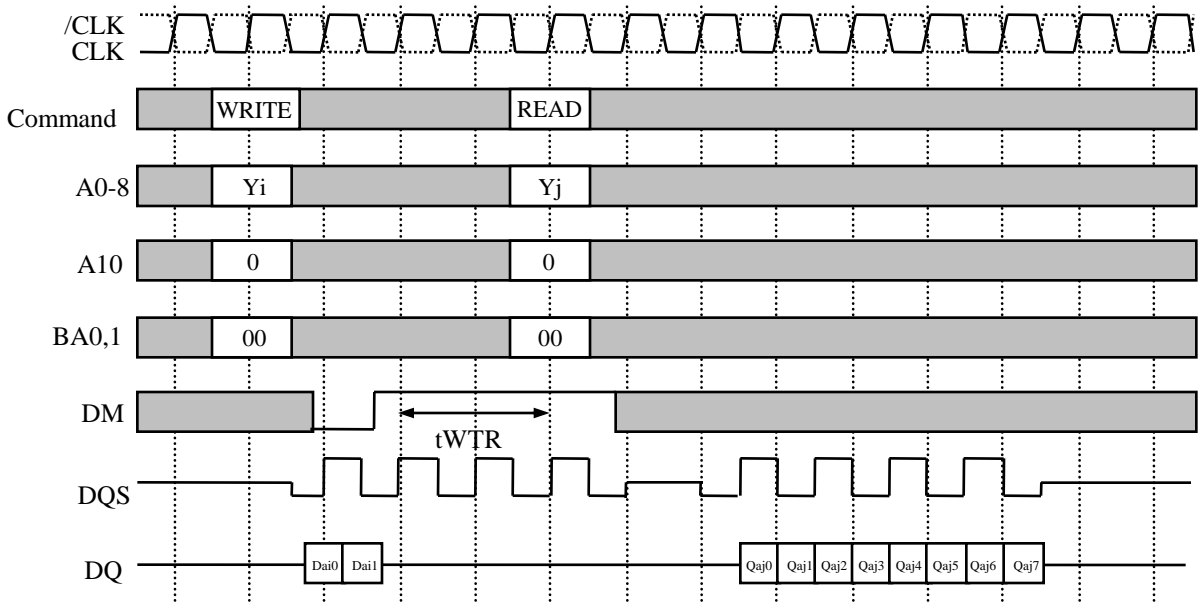 /CLK
CLK
Command WRITE READ
A0-8 Yi Yj
A10 0 0
BA0,1 00 00
DM
tWTR
DQS
DQ Dai0 Dai1 Qaj0 Qaj1 Qaj2 Qaj3 Qaj4 Qaj5 Qaj6 Qaj7